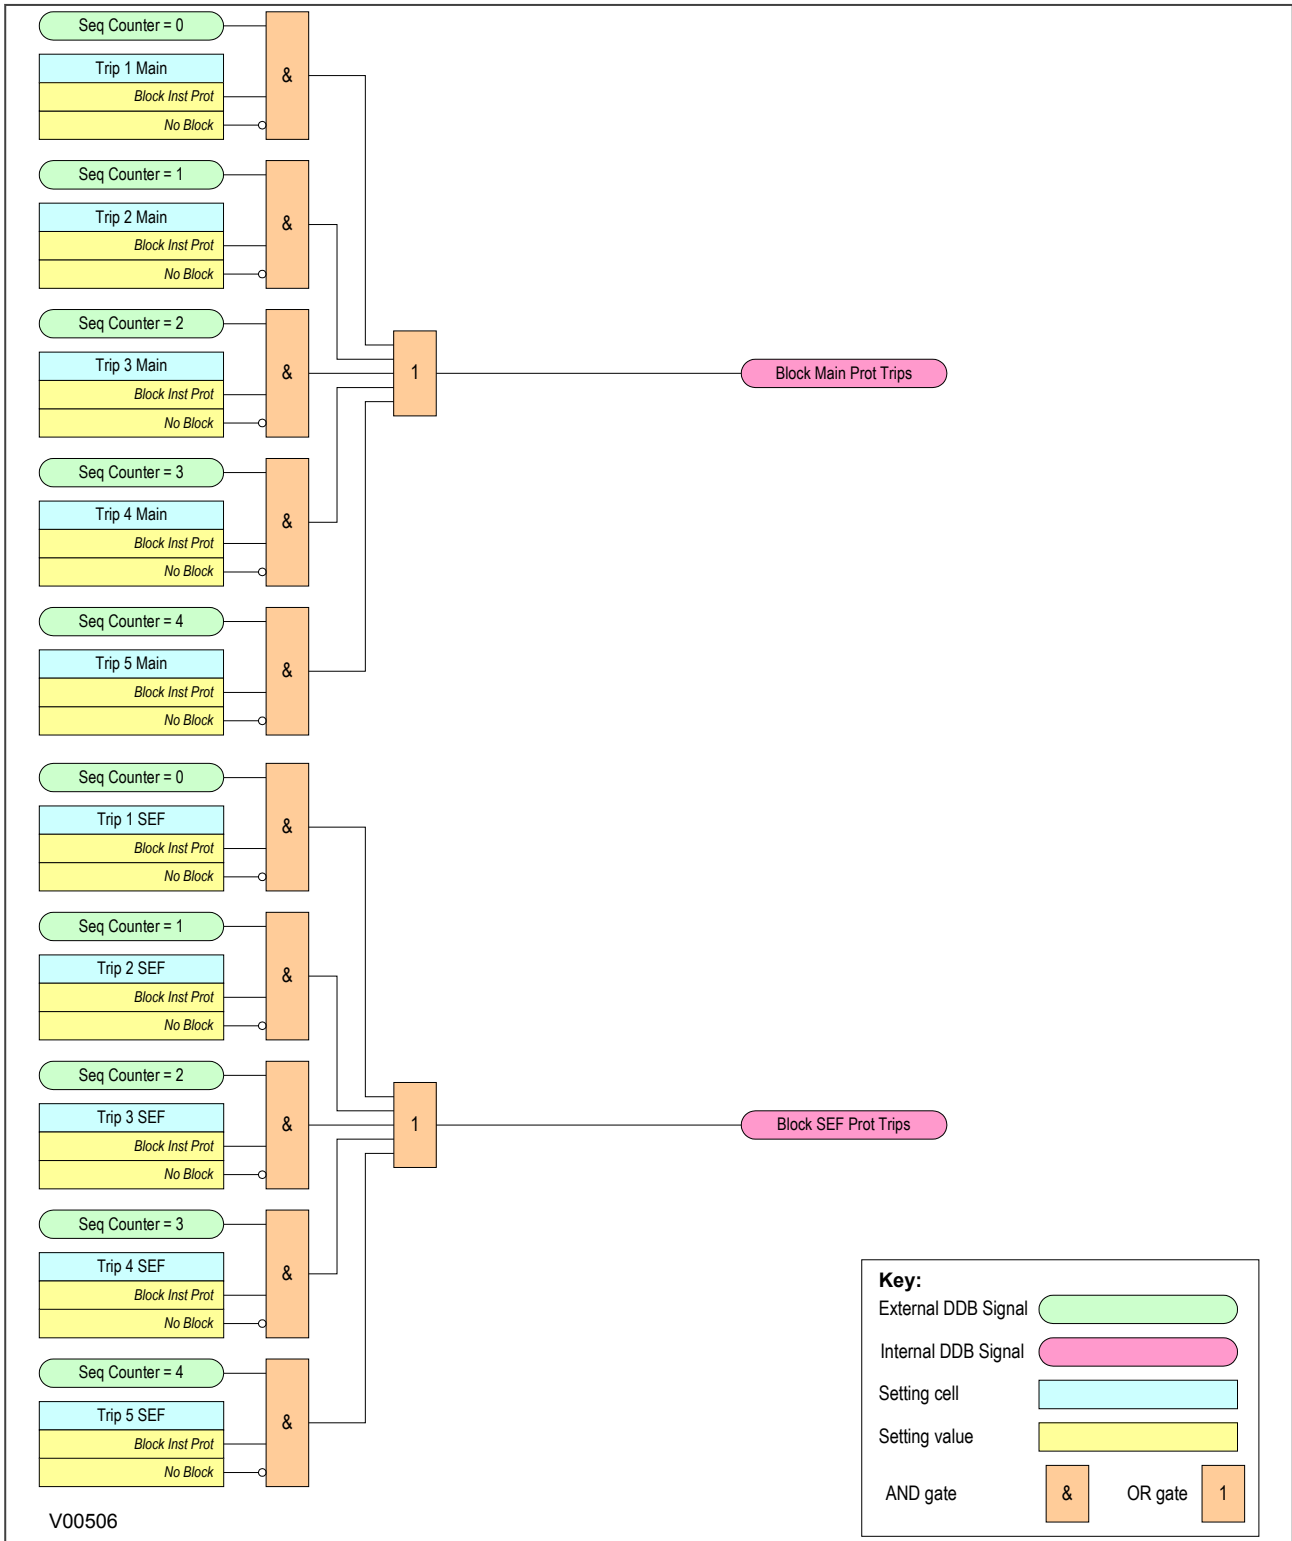 Seq Counter = 0
Trip 1 Main
Block Inst Prot
No Block
&
Seq Counter = 1
Trip 2 Main
Block Inst Prot
No Block
&
Seq Counter = 2
Trip 3 Main
Block Inst Prot
No Block
&
1
Block Main Prot Trips
Seq Counter = 3
Trip 4 Main
Block Inst Prot
No Block
&
Seq Counter = 4
Trip 5 Main
Block Inst Prot
No Block
&
Seq Counter = 0
Trip 1 SEF
Block Inst Prot
No Block
&
Seq Counter = 1
Trip 2 SEF
Block Inst Prot
No Block
&
Seq Counter = 2
Trip 3 SEF
Block Inst Prot
No Block
&
1
Block SEF Prot Trips
Seq Counter = 3
Trip 4 SEF
Block Inst Prot
No Block
&
Seq Counter = 4
Trip 5 SEF
Block Inst Prot
No Block
&
Key:
External DDB Signal
Internal DDB Signal
Setting cell
Setting value
AND gate & OR gate 1
V00506